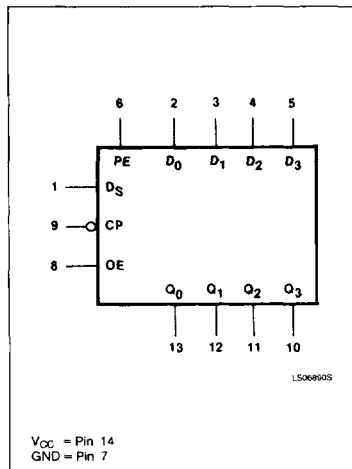 6 2 3 4 5
PE D0 D1 D2 D3
1 DS
9 CP
8 OE
Q0 Q1 Q2 Q3
13 12 11 10
LS06890S
VCC = Pin 14
GND = Pin 7